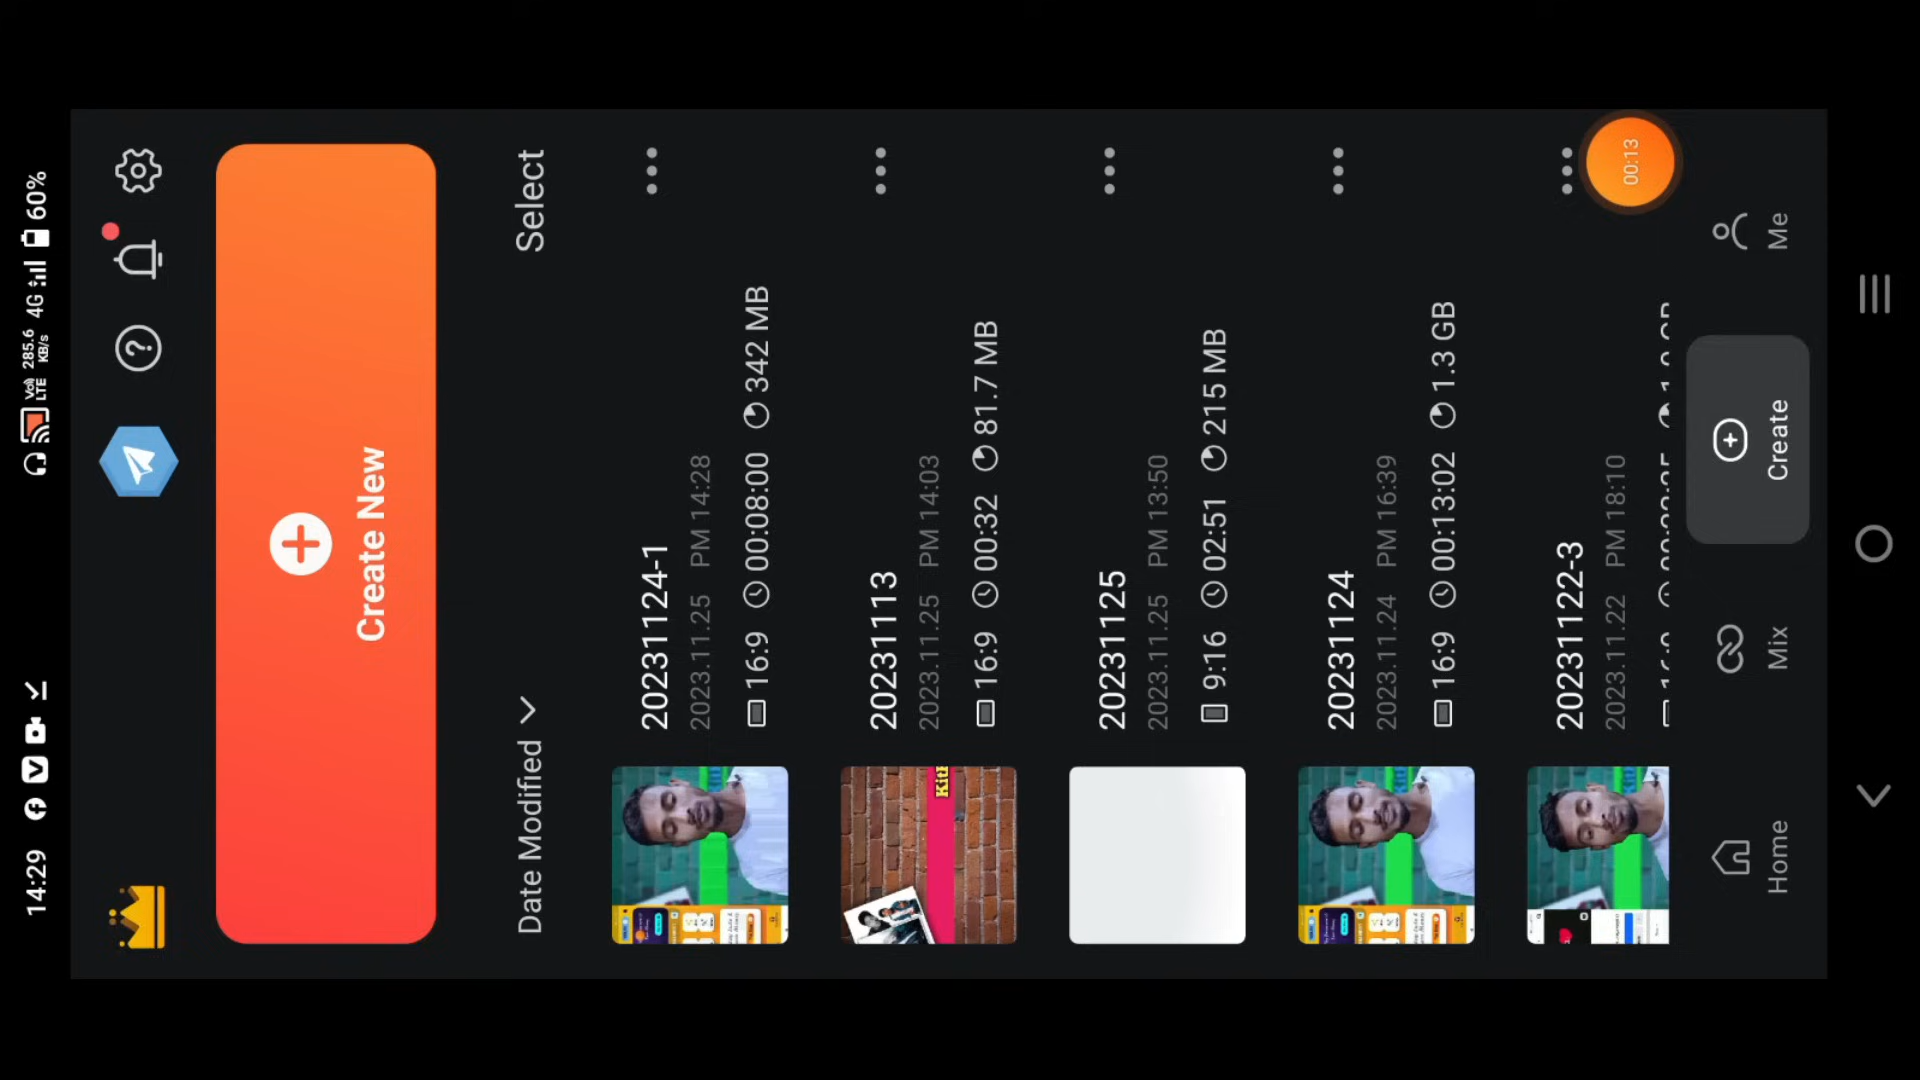 14:29
Vo) LTE 285.6 KB/s 4G 60%
Create New
Date Modified
Select
20231124-1
2023.11.25 PM 14:28
16:9 00:08:00 342 MB
20231113
2023.11.25 PM 14:03
16:9 00:32 81.7 MB
20231125
2023.11.25 PM 13:50
9:16 02:51 215 MB
20231124
2023.11.24 PM 16:39
16:9 00:13:02 1.3 GB
20231122-3
2023.11.22 PM 18:10
00:13
Home
Mix
Create
Me